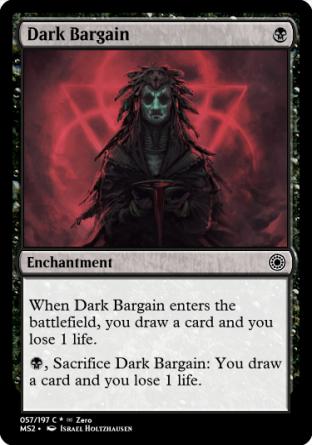 Dark Bargain
Enchantment
When Dark Bargain enters the
battlefield, you draw a card and you
lose 1 life.
, Sacrifice Dark Bargain: You draw
a card and you lose 1 life.
057/197 C * Zero
MS2 • Israel Holtzhausen